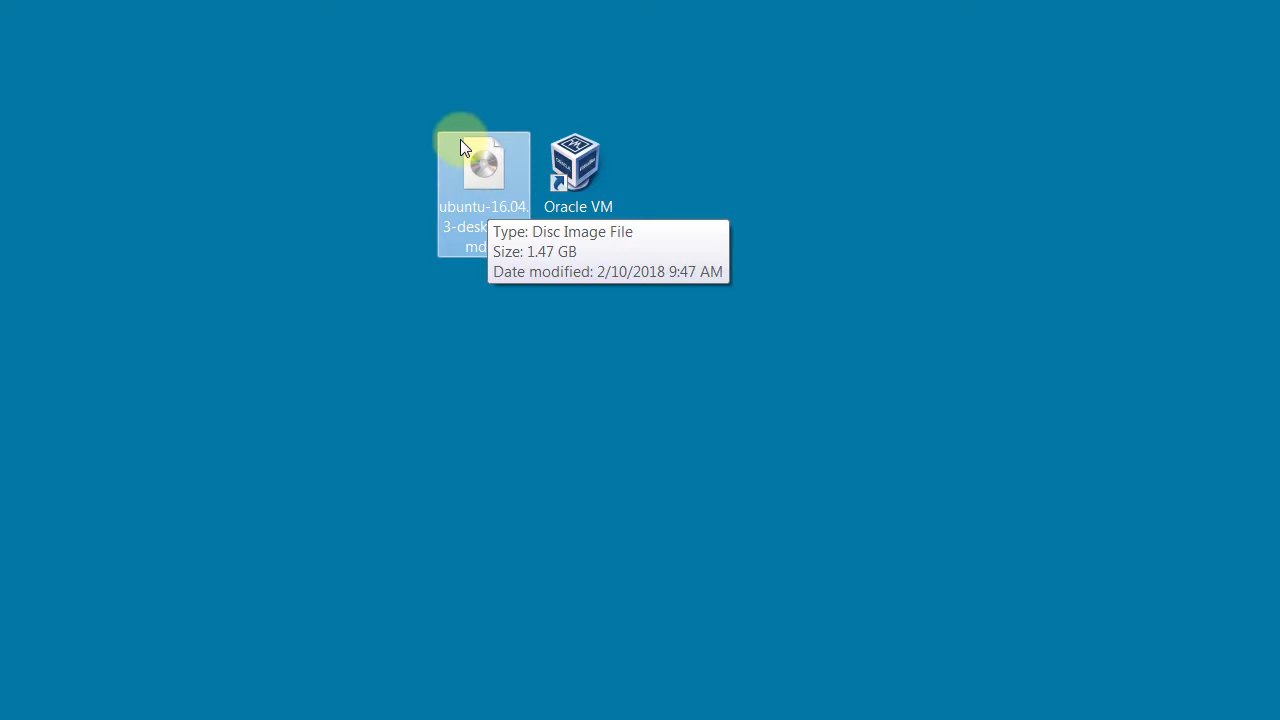 ubuntu-16.04.
3-desk
md
Oracle VM
Type: Disc Image File
Size: 1.47 GB
Date modified: 2/10/2018 9:47 AM